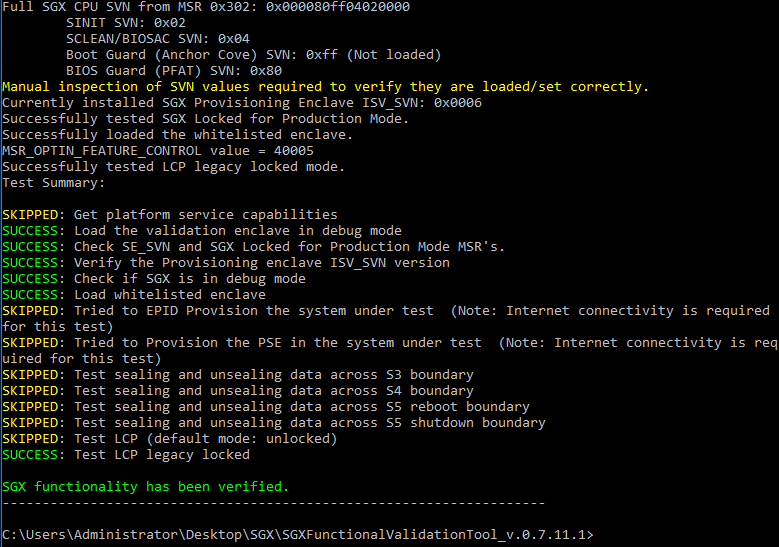 Full SGX CPU SVN from MSR 0x302: 0x000080ff04020000
SINIT SVN: 0x02
SCLEAN/BIOSAC SVN: 0x04
Boot Guard (Anchor Cove) SVN: 0xff (Not loaded)
BIOS Guard (PFAT) SVN: 0x80
Manual inspection of SVN values required to verify they are loaded/set correctly.
Currently installed SGX Provisioning Enclave ISV_SVN: 0x0006
Successfully tested SGX Locked for Production Mode.
Successfully loaded the whitelisted enclave.
MSR_OPTIN_FEATURE_CONTROL value = 40005
Successfully tested LCP legacy locked mode.
Test Summary:
SKIPPED: Get platform service capabilities
SUCCESS: Load the validation enclave in debug mode
SUCCESS: Check SE_SVN and SGX Locked for Production Mode MSR's.
SUCCESS: Verify the Provisioning enclave ISV_SVN version
SUCCESS: Check if SGX is in debug mode
SUCCESS: Load whitelisted enclave
SKIPPED: Tried to EPID Provision the system under test  (Note: Internet connectivity is required
for this test)
SKIPPED: Tried to Provision the PSE in the system under test  (Note: Internet connectivity is req
uired for this test)
SKIPPED: Test sealing and unsealing data across S3 boundary
SKIPPED: Test sealing and unsealing data across S4 boundary
SKIPPED: Test sealing and unsealing data across S5 reboot boundary
SKIPPED: Test sealing and unsealing data across S5 shutdown boundary
SKIPPED: Test LCP (default mode: unlocked)
SUCCESS: Test LCP legacy locked
SGX functionality has been verified.
--------------------------------------------------------------------
C:\Users\Administrator\Desktop\SGX\SGXFunctionalValidationTool_v.0.7.11.1>